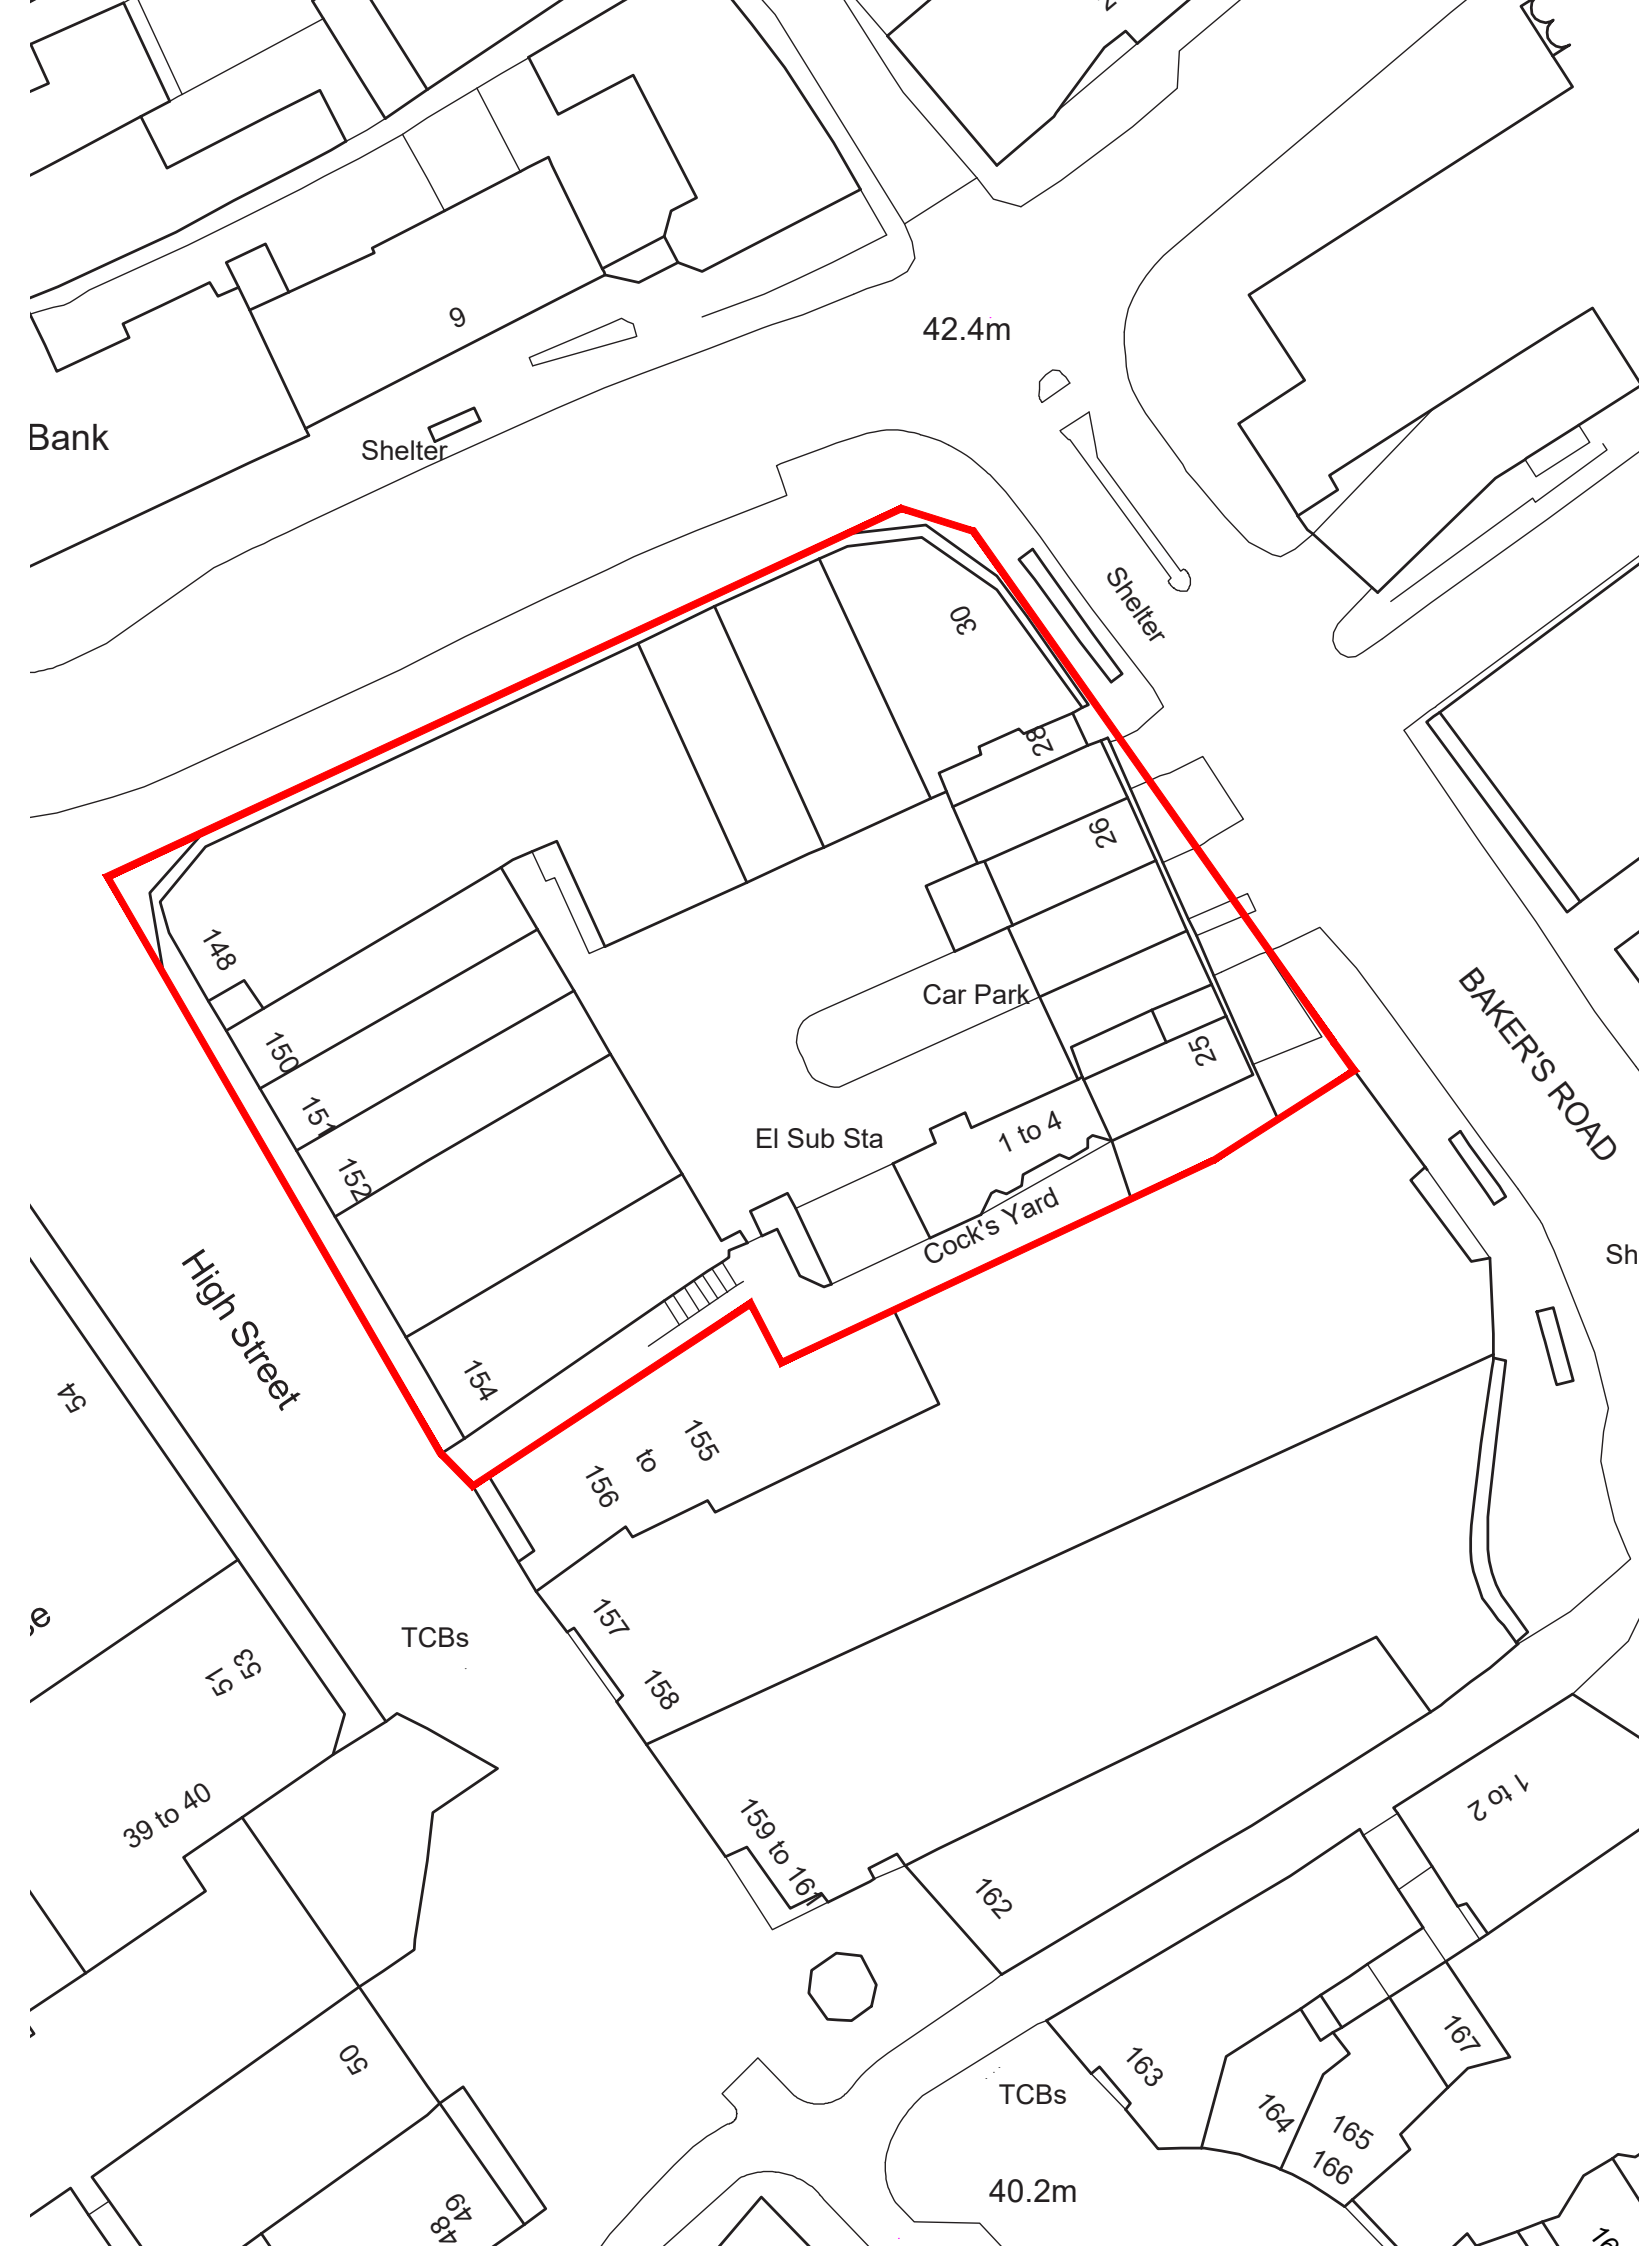 9
42.4m
Bank
Shelter
Shelter
30
28
26
148
Car Park
150
25
BAKER'S ROAD
151
1 to 4
El Sub Sta
152
Cock's Yard
Sh
High Street
154
54
155
to
156
157
TCBs
53
51
158
39 to 40
1 to 2
159 to 161
162
50
163
167
TCBs
164
165
166
40.2m
49
48